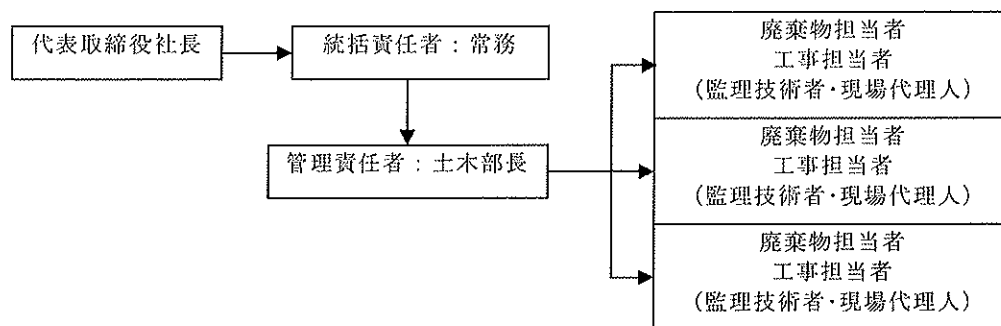 代表取締役社長
統括責任者：常務
管理責任者：土木部長
廃棄物担当者
工事担当者
（監理技術者・現場代理人）
廃棄物担当者
工事担当者
（監理技術者・現場代理人）
廃棄物担当者
工事担当者
（監理技術者・現場代理人）